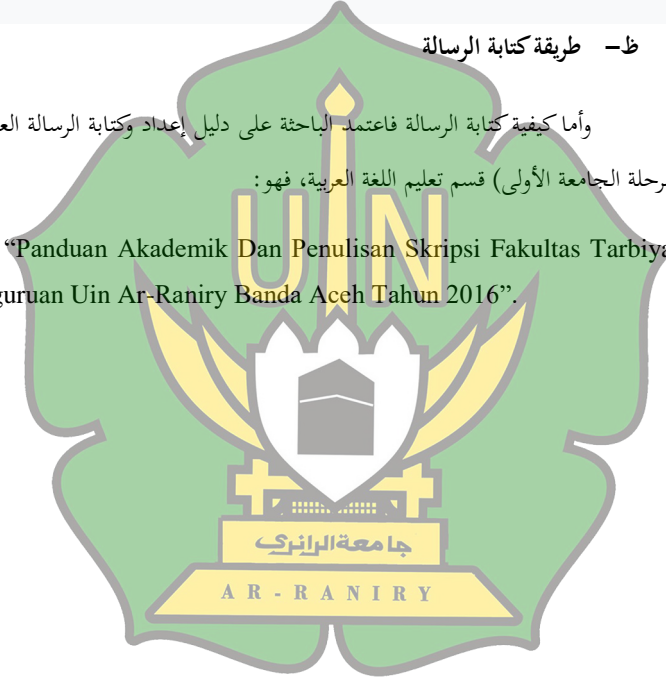 ظ– طريقة كتابة الرسالة
وأما كيفية كتابة الرسالة فاعتمد الباحثة على دليل إعداد وكتابة الرسالة
رحلة الجامعة الأولى) قسم تعليم اللغة العربية، فهو:
“Panduan Akademik Dan Penulisan Skripsi Fakultas
guruan Uin Ar-Raniry Banda Aceh Tahun 2016”.
UIN
جامعة الرانري
AR-RANIRY